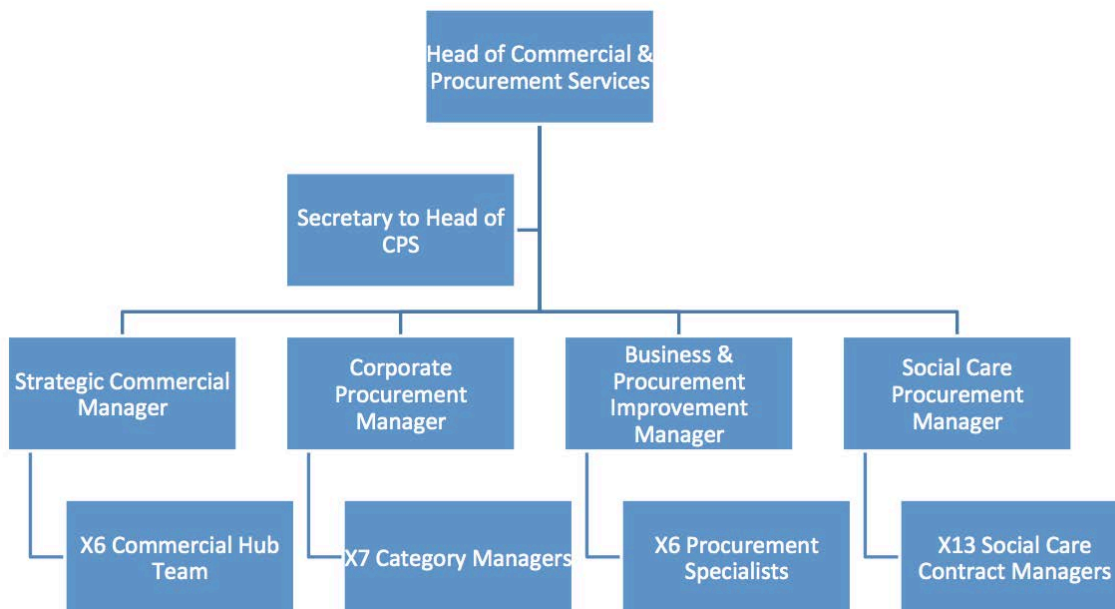 Head of Commercial &
Procurement Services
Secretary to Head of
CPS
Strategic Commercial
Manager
Corporate
Procurement
Manager
Business &
Procurement
Improvement
Manager
Social Care
Procurement
Manager
X6 Commercial Hub
Team
X7 Category Managers
X6 Procurement
Specialists
X13 Social Care
Contract Managers